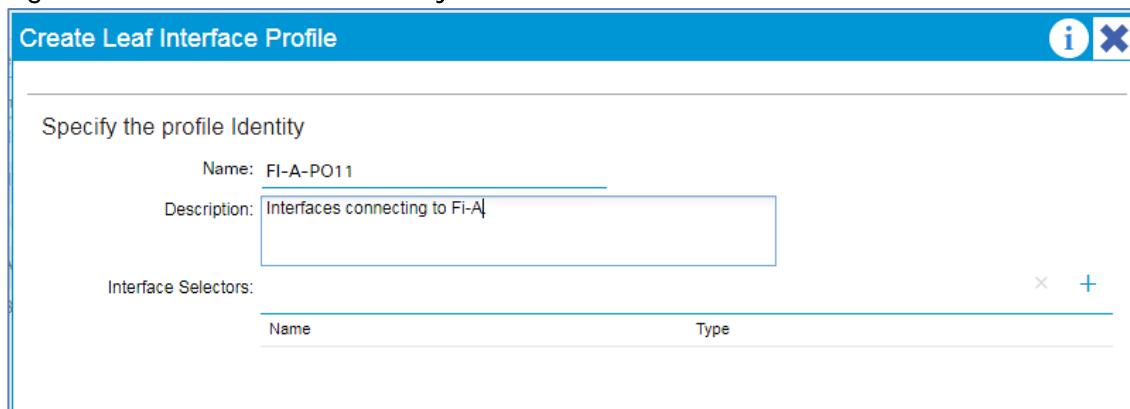 Create Leaf Interface Profile
i
Specify the profile Identity
Name: FI-A-PO11
Description: Interfaces connecting to Fi-A.
Interface Selectors:
Name Type